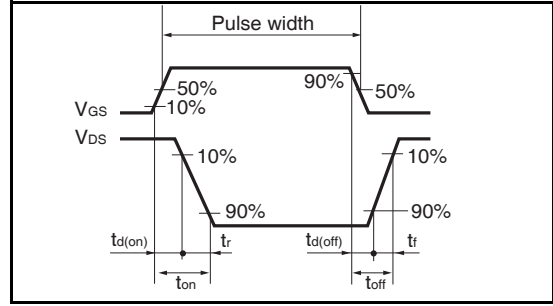 Pulse width
90%
50%
50%
VGS
10%
VDS
10%
10%
90%
90%
td(on)
tr
td(off)
tf
ton
toff